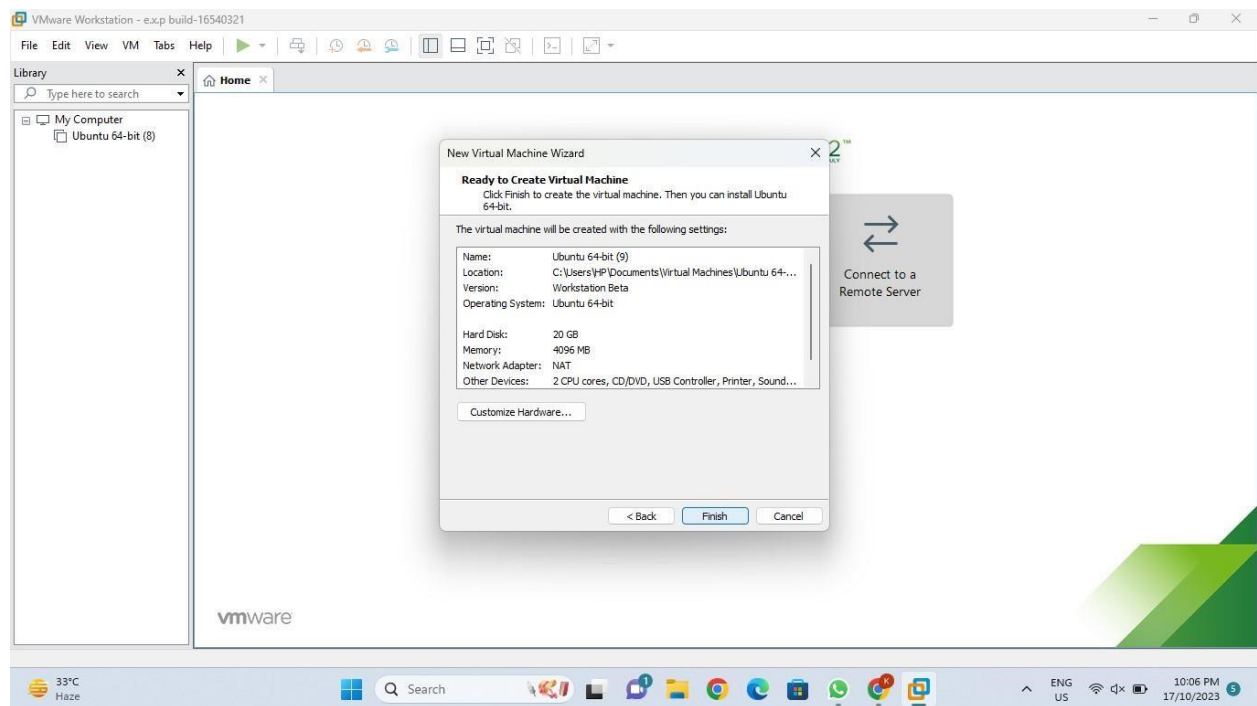 VMware Workstation - e.x.p build-16540321
File Edit View VM Tabs Help
Library
Type here to search
Home
My Computer
Ubuntu 64-bit (8)
2™
New Virtual Machine Wizard
Ready to Create Virtual Machine
Click Finish to create the virtual machine. Then you can install Ubuntu
64-bit.
The virtual machine will be created with the following settings:
Name: Ubuntu 64-bit (9)
Location: C:\Users\HP\Documents\Virtual Machines\Ubuntu 64-...
Version: Workstation Beta
Operating System: Ubuntu 64-bit
Hard Disk: 20 GB
Memory: 4096 MB
Network Adapter: NAT
Other Devices: 2 CPU cores, CD/DVD, USB Controller, Printer, Sound...
Customize Hardware...
< Back Finish Cancel
Connect to a
Remote Server
vmware
33°C
Haze
Search
1
K
ENG
US
10:06 PM
17/10/2023
5